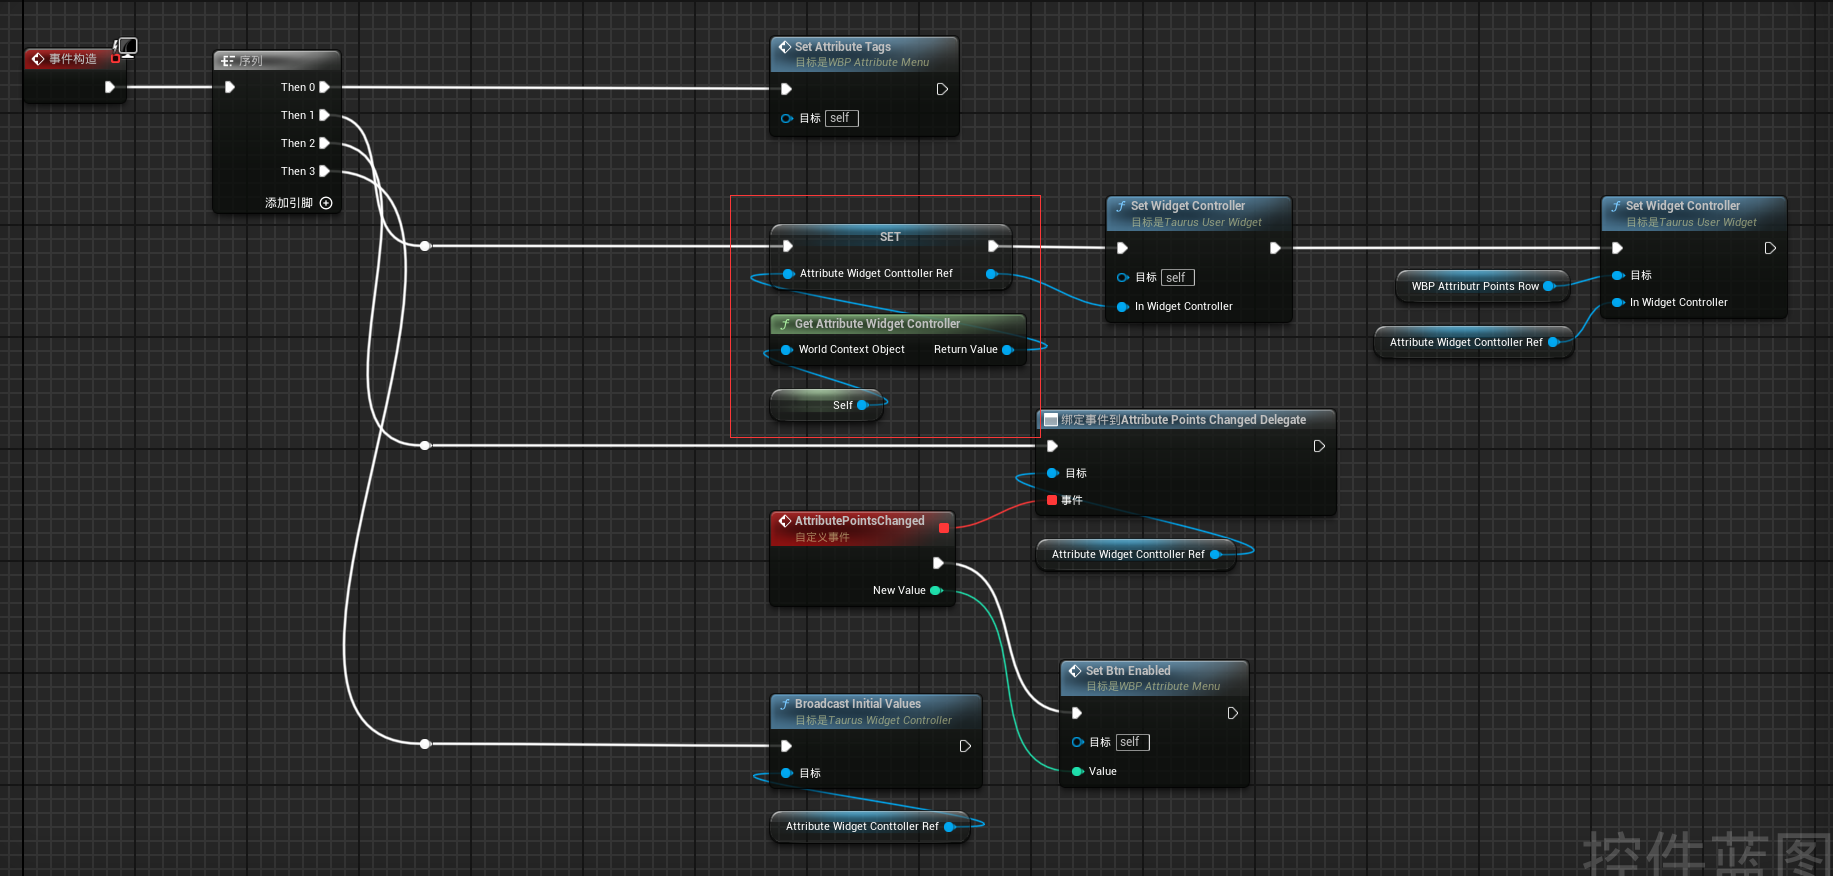 事件构造
序列
Then 0
Then 1
Then 2
Then 3
添加引脚
Set Attribute Tags
目标是WBP Attribute Menu
目标 self
SET
Attribute Widget Conttoller Ref
Get Attribute Widget Controller
World Context Object Return Value
Self
Set Widget Controller
目标是Taurus User Widget
目标 self
In Widget Controller
Set Widget Controller
目标是Taurus User Widget
目标
In Widget Controller
WBP Attributr Points Row
Attribute Widget Conttoller Ref
绑定事件到Attribute Points Changed Delegate
目标
事件
Attribute Widget Conttoller Ref
AttributePointsChanged
自定义事件
New Value
Set Btn Enabled
目标是WBP Attribute Menu
目标 self
Value
Broadcast Initial Values
目标是Taurus Widget Controller
目标
Attribute Widget Conttoller Ref
控件蓝图